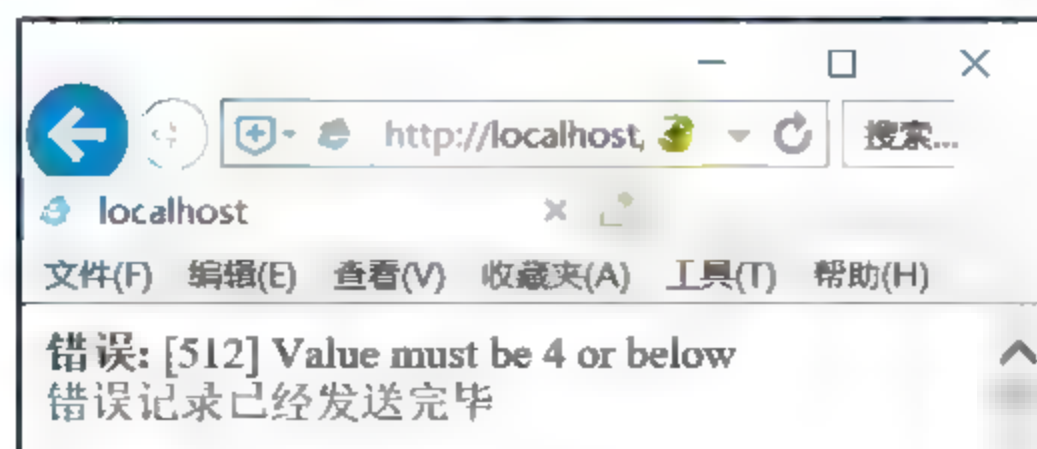 http://localhost, 搜索...
localhost
文件(F) 编辑(E) 查看(V) 收藏夹(A) 工具(T) 帮助(H)
错误: [512] Value must be 4 or below
错误记录已经发送完毕